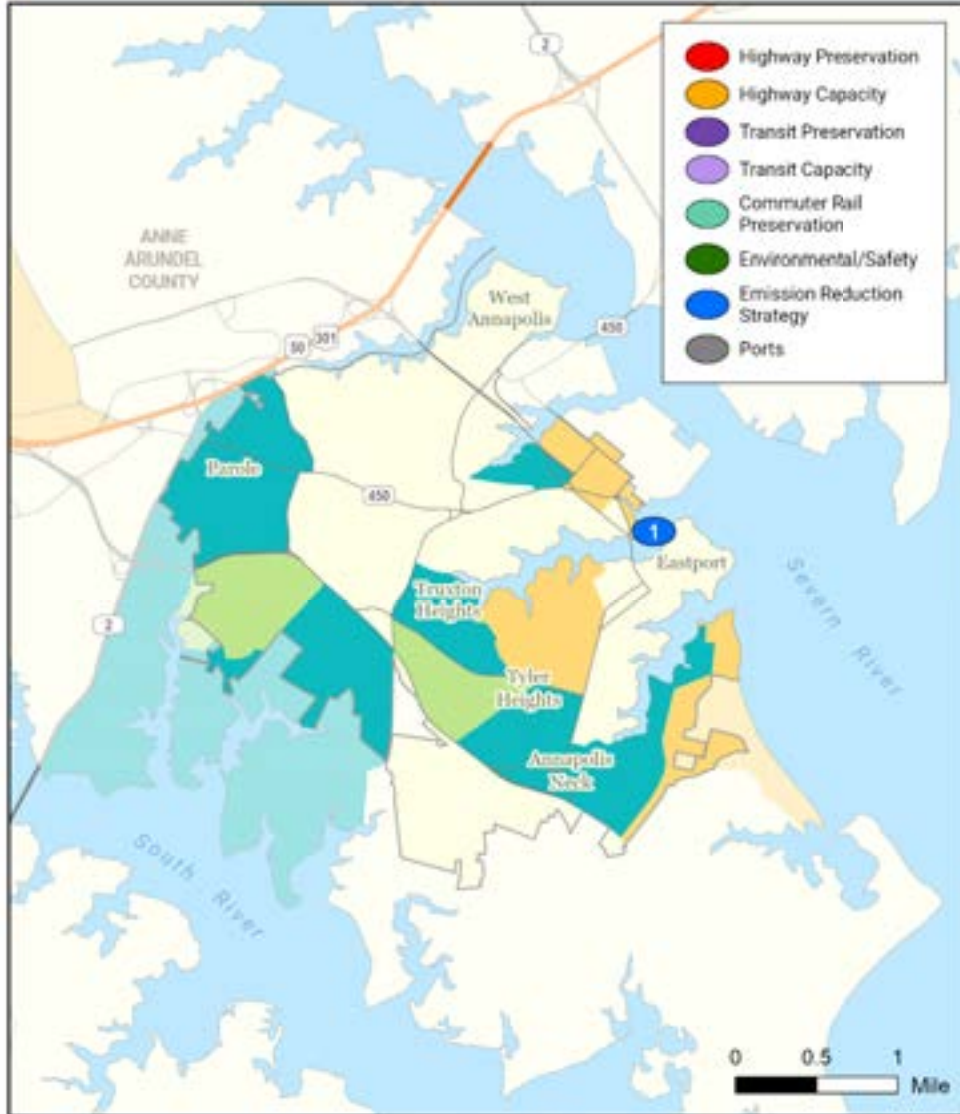 2
Highway Preservation
Highway Capacity
Transit Preservation
Transit Capacity
Commuter Rail
Preservation
Environmental/Safety
Emission Reduction
Strategy
Ports
ANNE
ARUNDEL
COUNTY
West
Annapolis
50
301
450
Parole
450
1
Eastport
Truxton
Heights
2
Severn River
Tyler
Heights
Annapolis
Neck
South River
0 0.5 1
Mile